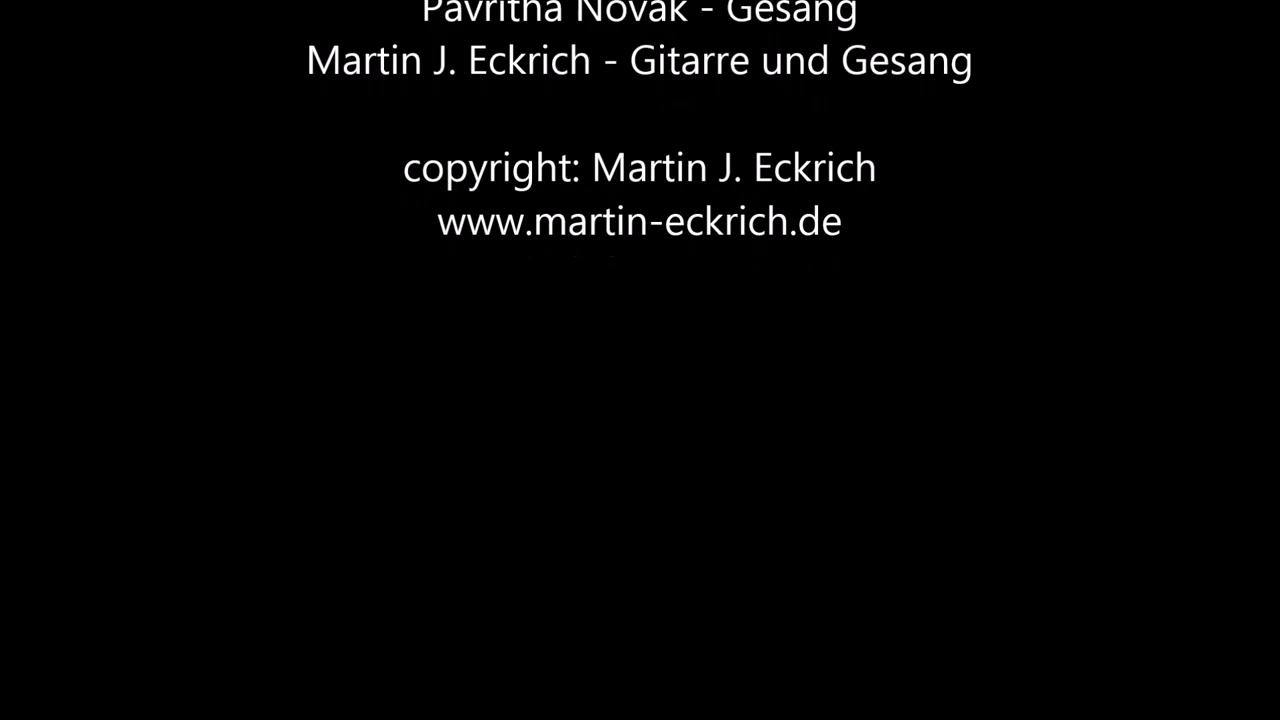 Pavritha Novak - Gesang
Martin J. Eckrich - Gitarre und Gesang
copyright: Martin J. Eckrich
www.martin-eckrich.de